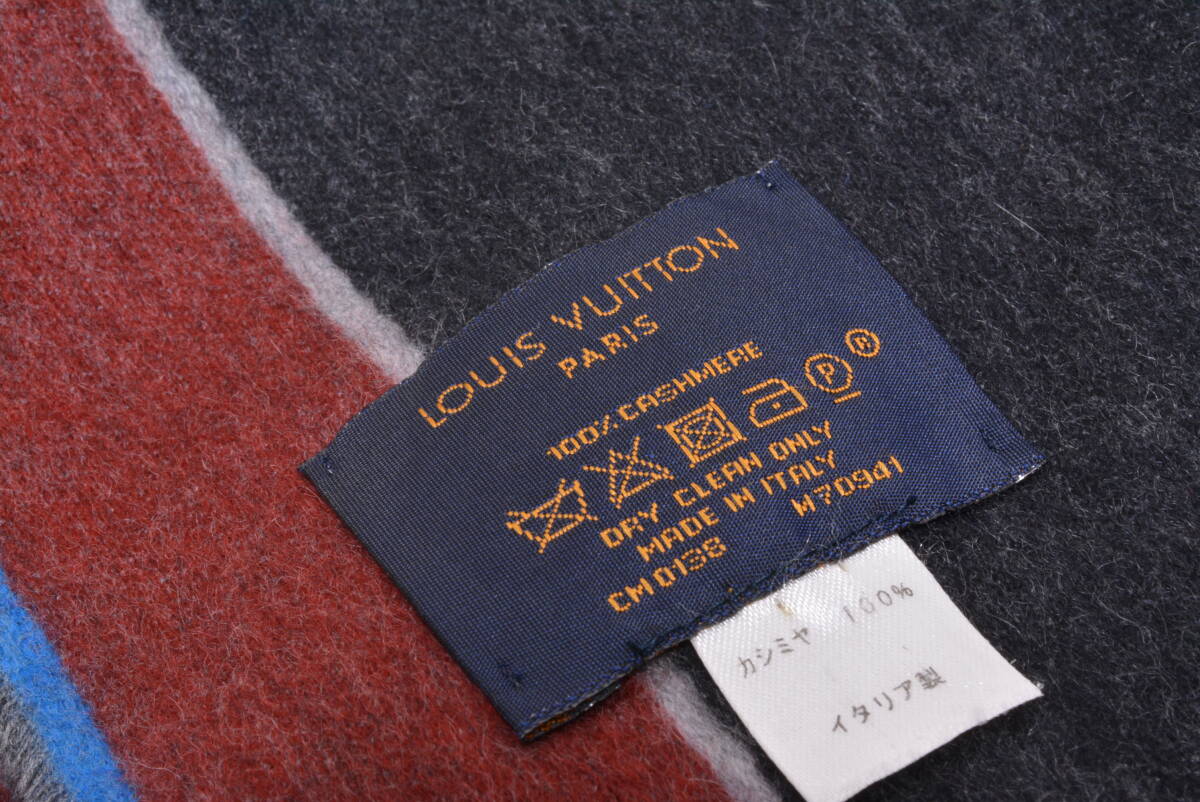 LOUIS VUITTON
PARIS
100% CASHMERE
P R
DRY CLEAN ONLY
MADE IN ITALY
CM0138 M70941
カシミヤ 100%
イタリア製